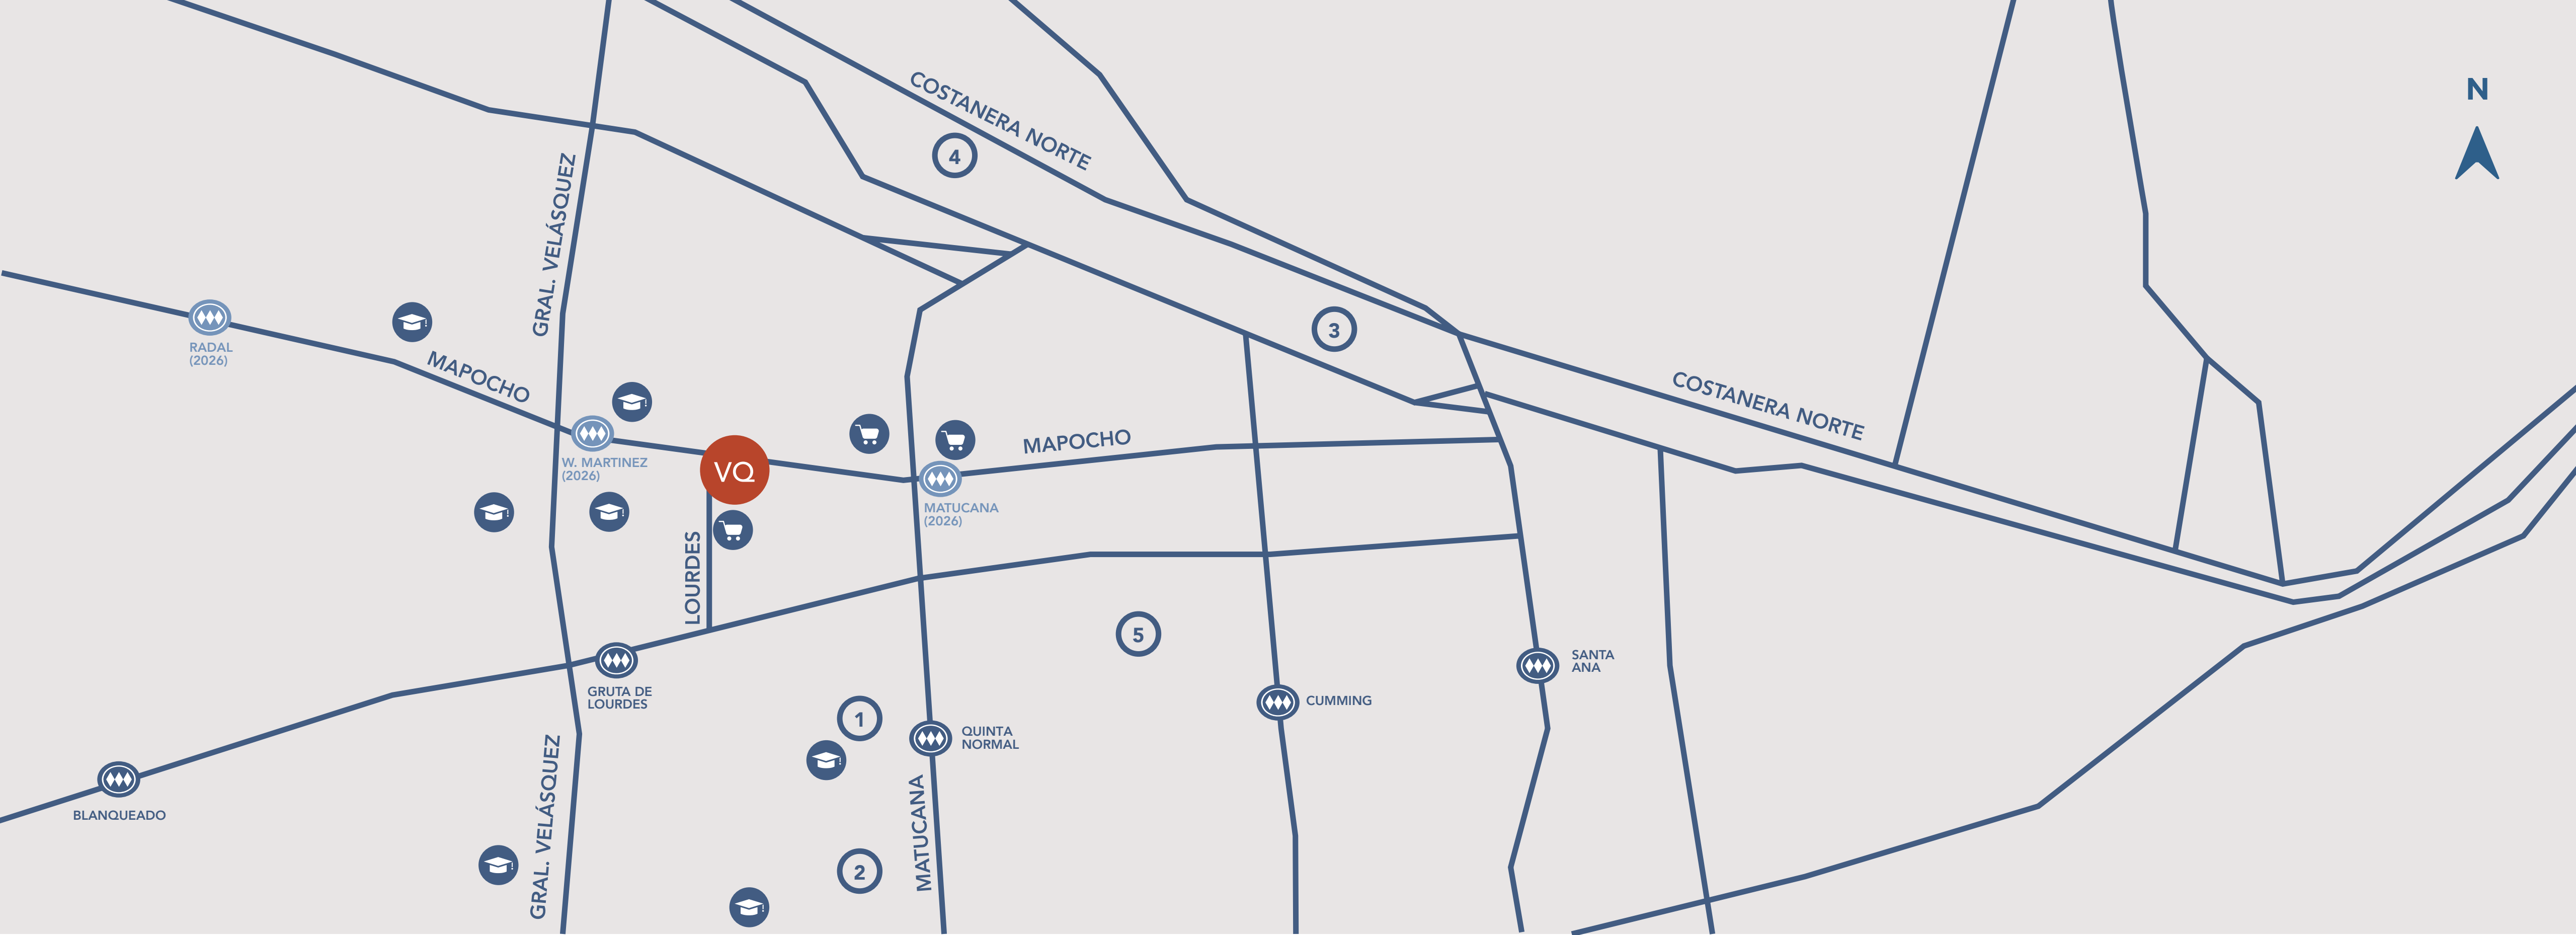 N
COSTANERA NORTE
4
GRAL. VELÁSQUEZ
3
RADAL
(2026)
MAPOCHO
COSTANERA NORTE
MAPOCHO
W. MARTINEZ
(2026)
VQ
MATUCANA
(2026)
LOURDES
5
SANTA
ANA
GRUTA DE
LOURDES
CUMMING
1
QUINTA
NORMAL
BLANQUEADO
GRAL. VELÁSQUEZ
MATUCANA
2